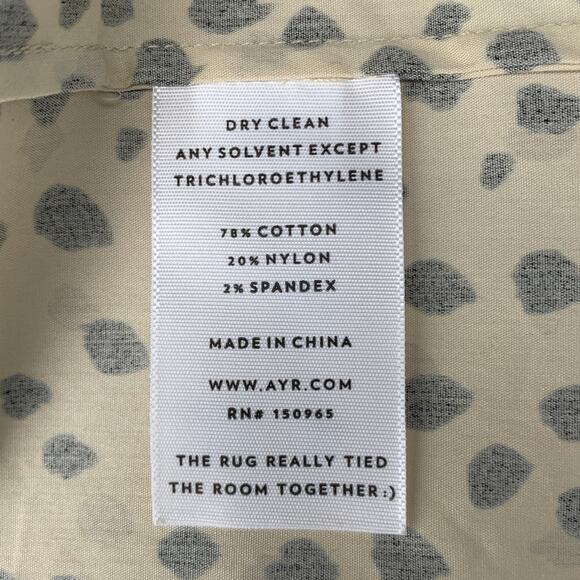 DRY CLEAN
ANY SOLVENT EXCEPT
TRICHLOROETHYLENE
78% COTTON
20% NYLON
2% SPANDEX
MADE IN CHINA
WWW.AYR.COM
RN# 150965
THE RUG REALLY TIED
THE ROOM TOGETHER :)